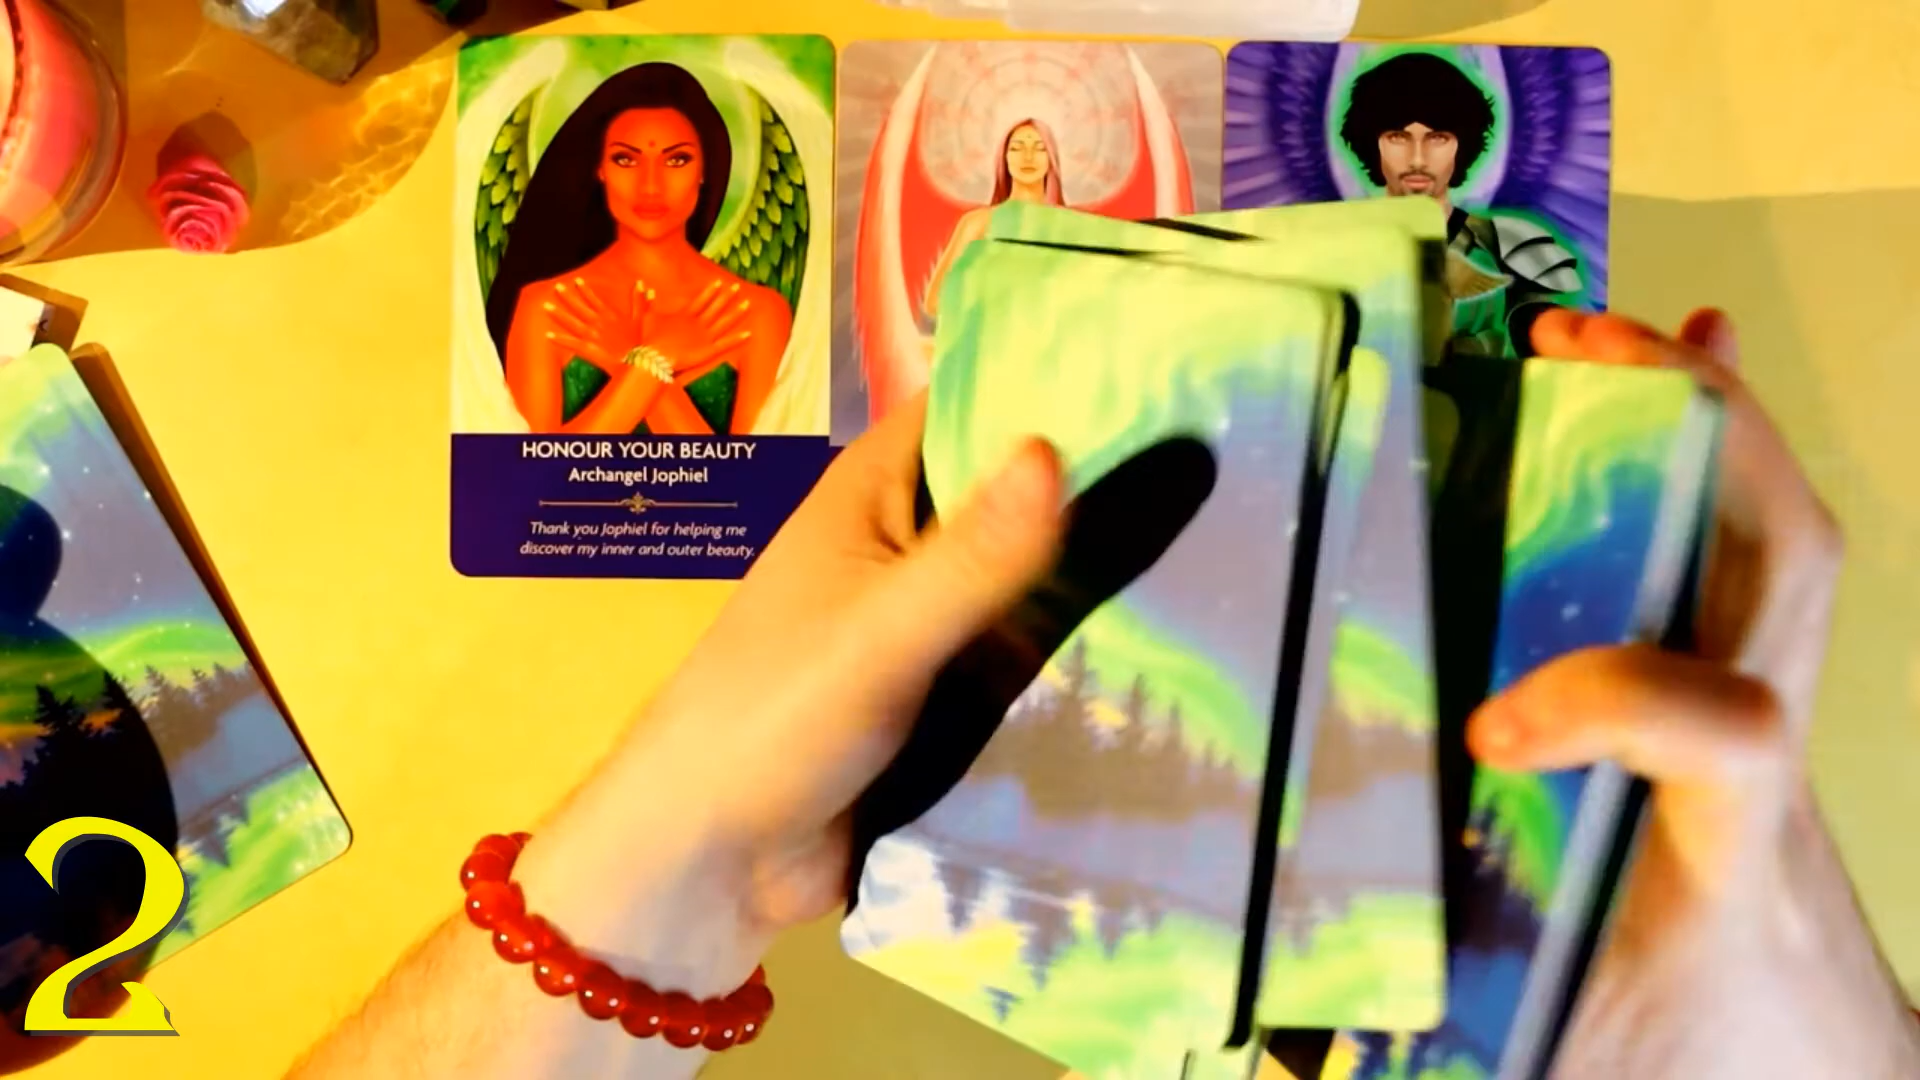 HONOUR YOUR BEAUTY
Archangel Jophiel
Thank you Jophiel for helping me
discover my inner and outer beauty.
2